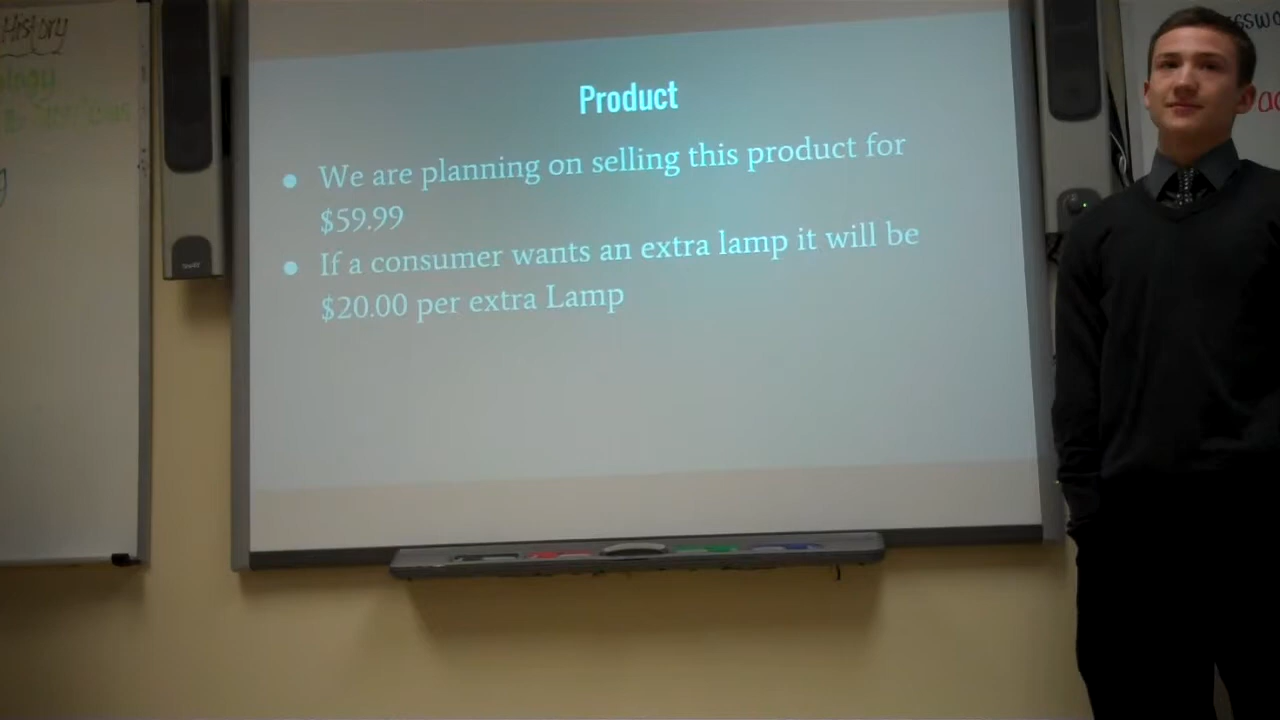 History
Product
• We are planning on selling this product for
$59.99
• If a consumer wants an extra lamp it will be
$20.00 per extra Lamp